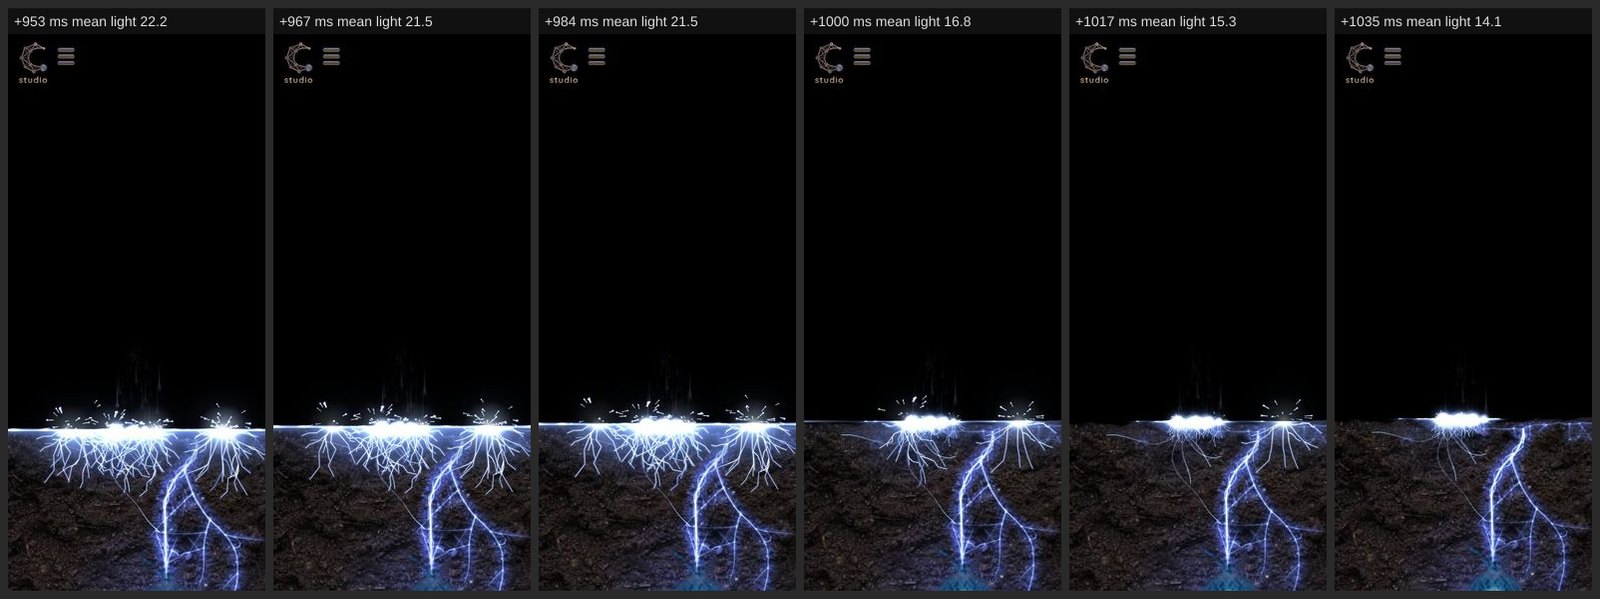 +953 ms mean light 22.2
studio
+967 ms mean light 21.5
studio
+984 ms mean light 21.5
studio
+1000 ms mean light 16.8
studio
+1017 ms mean light 15.3
studio
+1035 ms mean light 14.1
studio